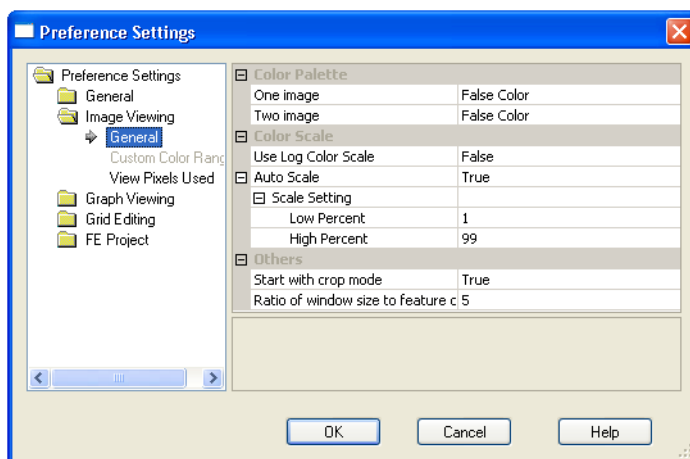 Preference Settings
Preference Settings
General
Image Viewing
General
Custom Color Rang
View Pixels Used
Graph Viewing
Grid Editing
FE Project
Color Palette
One image False Color
Two image False Color
Color Scale
Use Log Color Scale False
Auto Scale True
Scale Setting
Low Percent 1
High Percent 99
Others
Start with crop mode True
Ratio of window size to feature c 5
OK Cancel Help